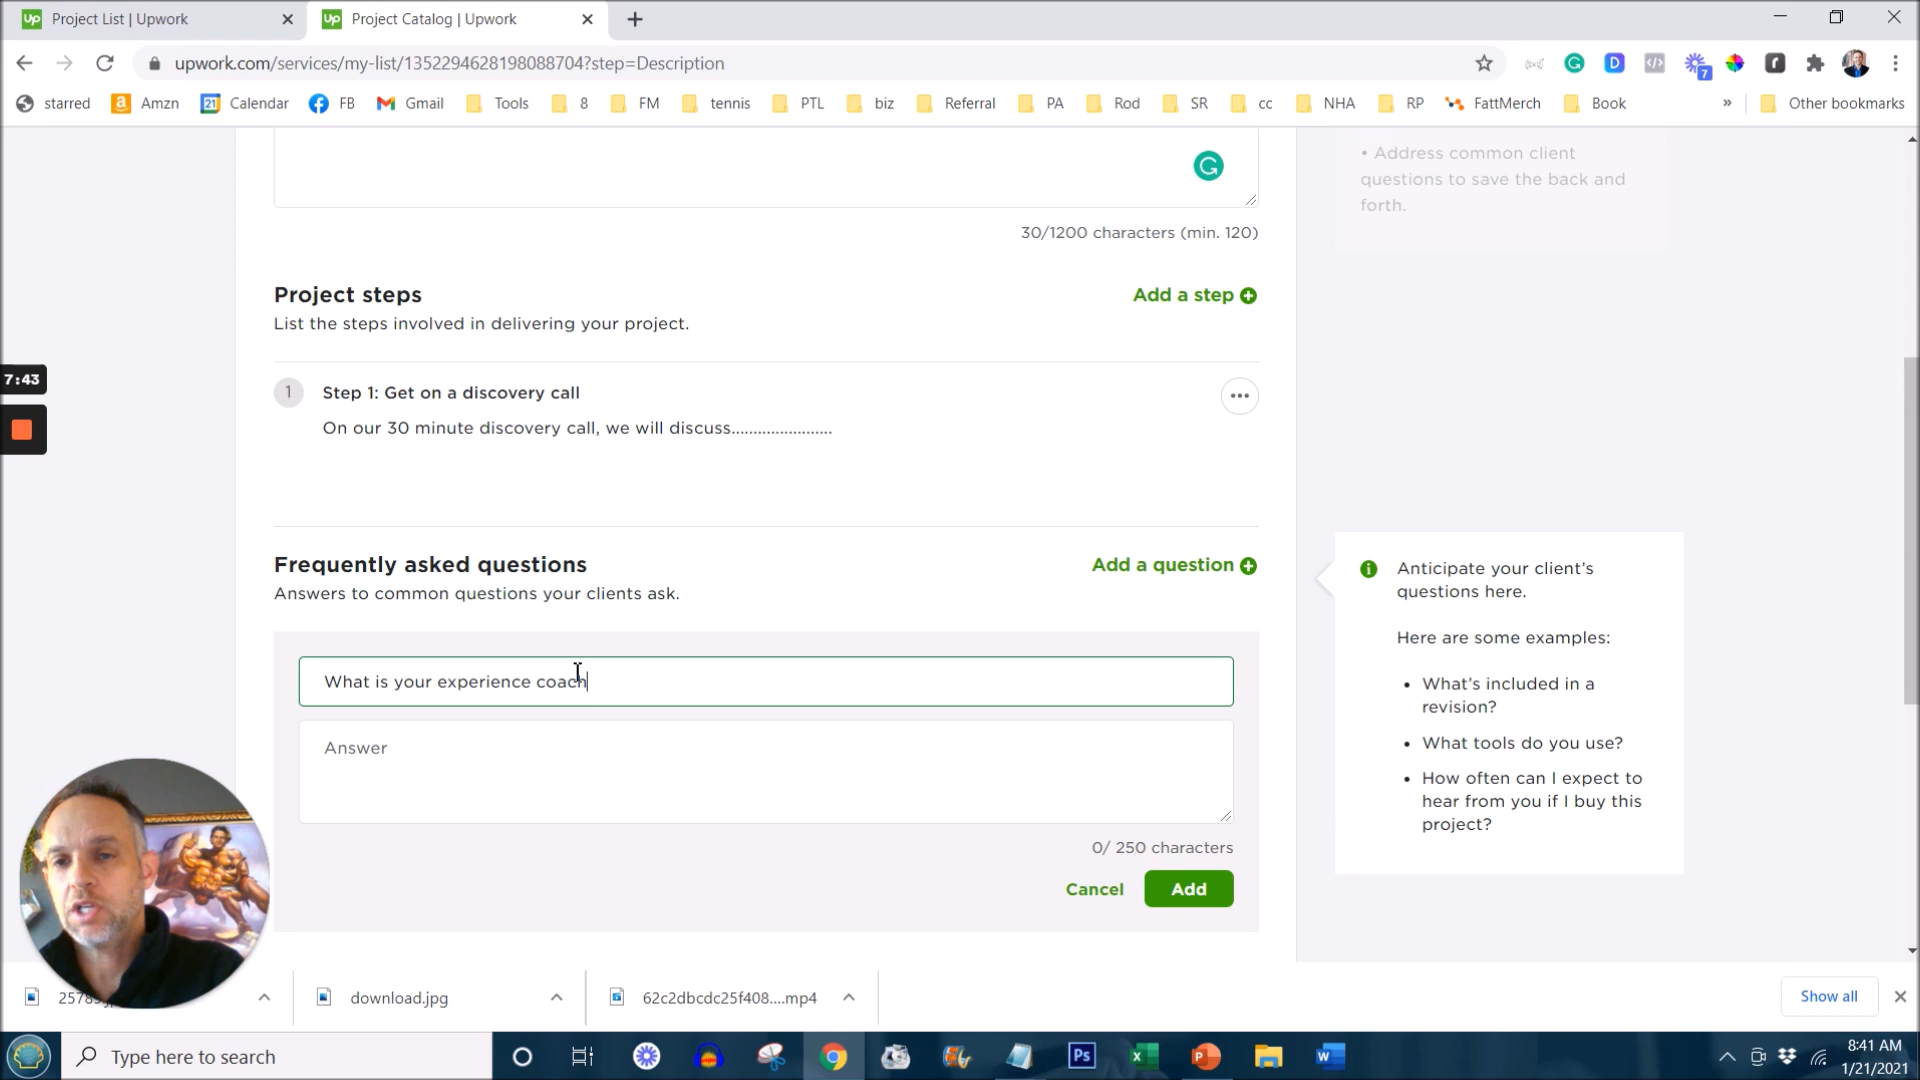 Project List | Upwork
Project Catalog | Upwork
upwork.com/services/my-list/1352294628198088704?step=Description
starred
Amzn
Calendar
FB
Gmail
Tools
8
FM
tennis
PTL
biz
Referral
PA
Rod
SR
cc
NHA
RP
FattMerch
Book
»
Other bookmarks
• Address common client
questions to save the back and
forth.
30/1200 characters (min. 120)
Project steps
Add a step
List the steps involved in delivering your project.
7:43
1
Step 1: Get on a discovery call
On our 30 minute discovery call, we will discuss.......................
Frequently asked questions
Add a question
Answers to common questions your clients ask.
What is your experience coach
Answer
0/ 250 characters
Cancel
Add
Anticipate your client's
questions here.
Here are some examples:
• What's included in a
revision?
• What tools do you use?
• How often can I expect to
hear from you if I buy this
project?
download.jpg
62c2dbcdc25f408....mp4
Show all
Type here to search
8:41 AM
1/21/2021